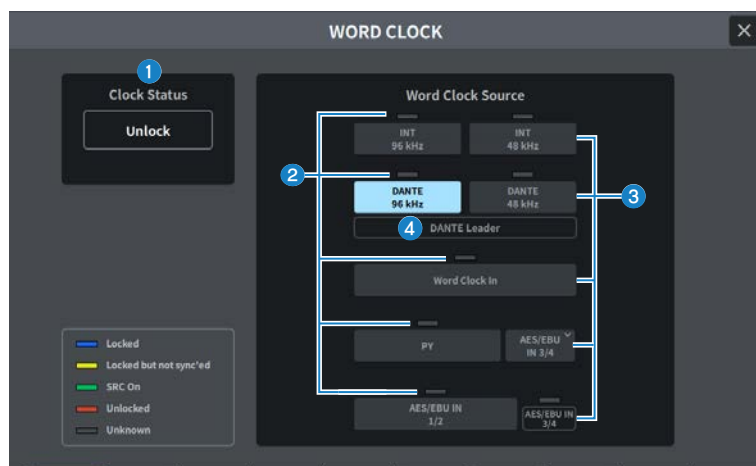 WORD CLOCK
1
Clock Status
Unlock
Word Clock Source
INT
96 kHz
INT
48 kHz
2
DANTE
96 kHz
DANTE
48 kHz
3
4
DANTE Leader
Word Clock In
PY
AES/EBU
IN 3/4
AES/EBU IN
1/2
AES/EBU IN
3/4
Locked
Locked but not sync'ed
SRC On
Unlocked
Unknown